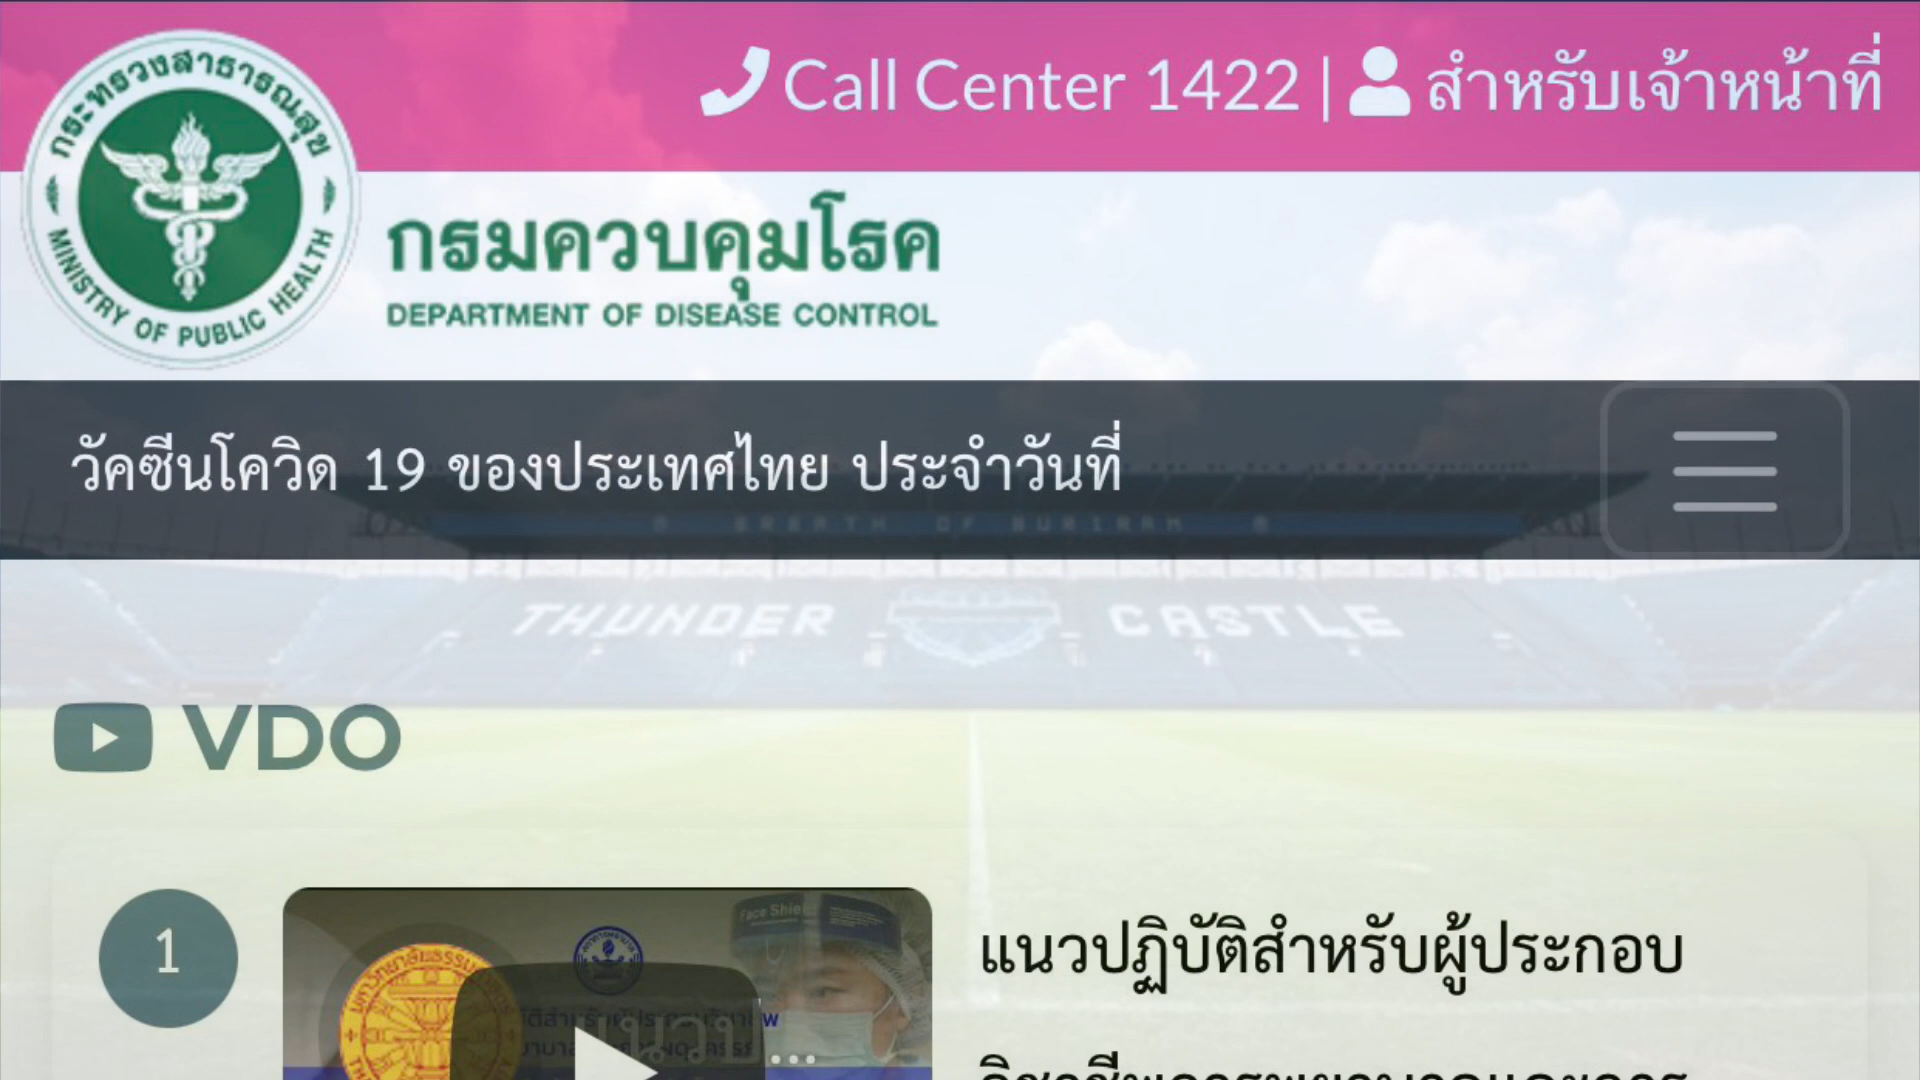 Call Center 1422 | สำหรับเจ้าหน้าที่
กระทรวงสาธารณสุข
MINISTRY OF PUBLIC HEALTH
กรมควบคุมโรค
DEPARTMENT OF DISEASE CONTROL
วัคซีนโควิด 19 ของประเทศไทย ประจำวันที่
BREATH OF BURIRAM
THUNDER CASTLE
VDO
1
Face Shield
แนวปฏิบัติสำหรับผู้ประกอบ